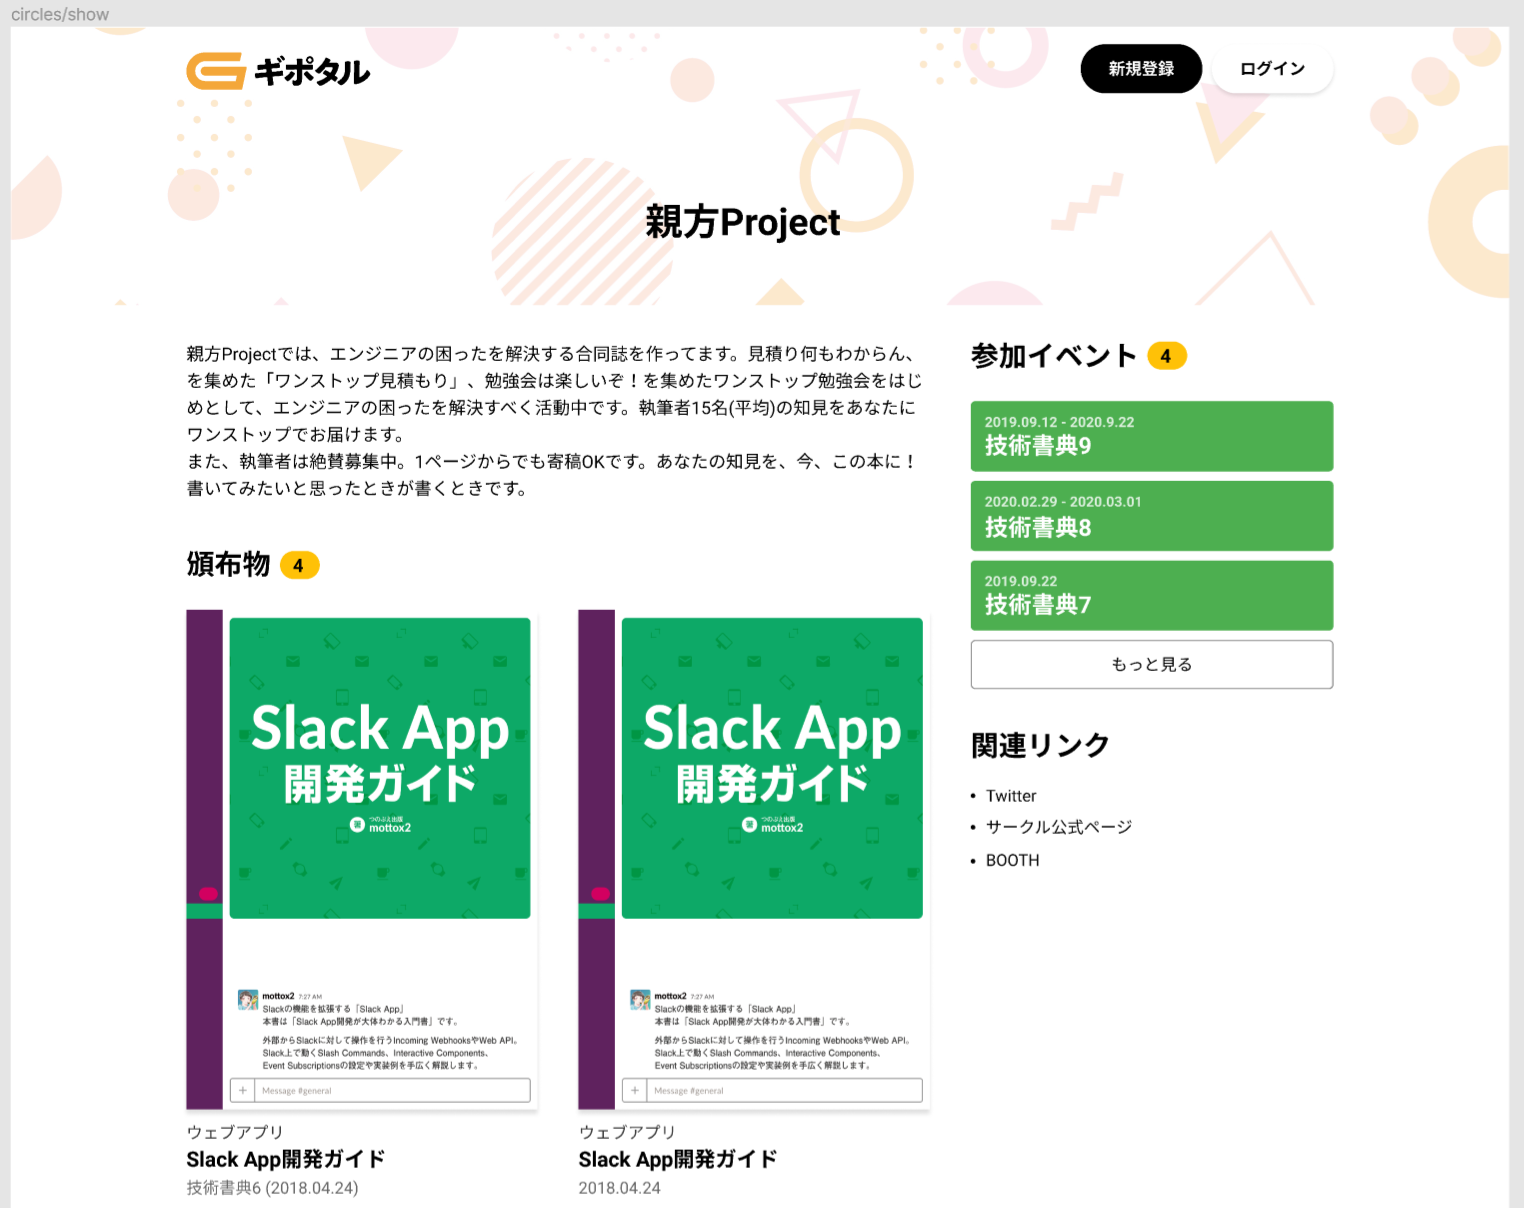 circles/show
ギポタル
新規登録
ログイン
親方Project
親方Projectでは、エンジニアの困ったを解決する合同誌を作ってます。見積り何もわからん、
を集めた「ワンストップ見積もり」、勉強会は楽しいぞ！を集めたワンストップ勉強会をはじ
めとして、エンジニアの困ったを解決すべく活動中です。執筆者15名(平均)の知見をあなたに
ワンストップでお届けます。
また、執筆者は絶賛募集中。1ページからでも寄稿OKです。あなたの知見を、今、この本に！
書いてみたいと思ったときが書くときです。
頒布物 4
Slack App
開発ガイド
著 つのぶえ出版
mottox2
mottox2 7:27 AM
Slackの機能を拡張する「Slack App」
本書は「Slack App開発が大体わかる入門書」です。
外部からSlackに対して操作を行うIncoming WebhooksやWeb API。
Slack上で動くSlash Commands、Interactive Components、
Event Subscriptionsの設定や実装例を手広く解説します。
+ Message #general
ウェブアプリ
Slack App開発ガイド
技術書典6 (2018.04.24)
Slack App
開発ガイド
著 つのぶえ出版
mottox2
mottox2 7:27 AM
Slackの機能を拡張する「Slack App」
本書は「Slack App開発が大体わかる入門書」です。
外部からSlackに対して操作を行うIncoming WebhooksやWeb API。
Slack上で動くSlash Commands、Interactive Components、
Event Subscriptionsの設定や実装例を手広く解説します。
+ Message #general
ウェブアプリ
Slack App開発ガイド
2018.04.24
参加イベント 4
2019.09.12 - 2020.9.22
技術書典9
2020.02.29 - 2020.03.01
技術書典8
2019.09.22
技術書典7
もっと見る
関連リンク
• Twitter
• サークル公式ページ
• BOOTH